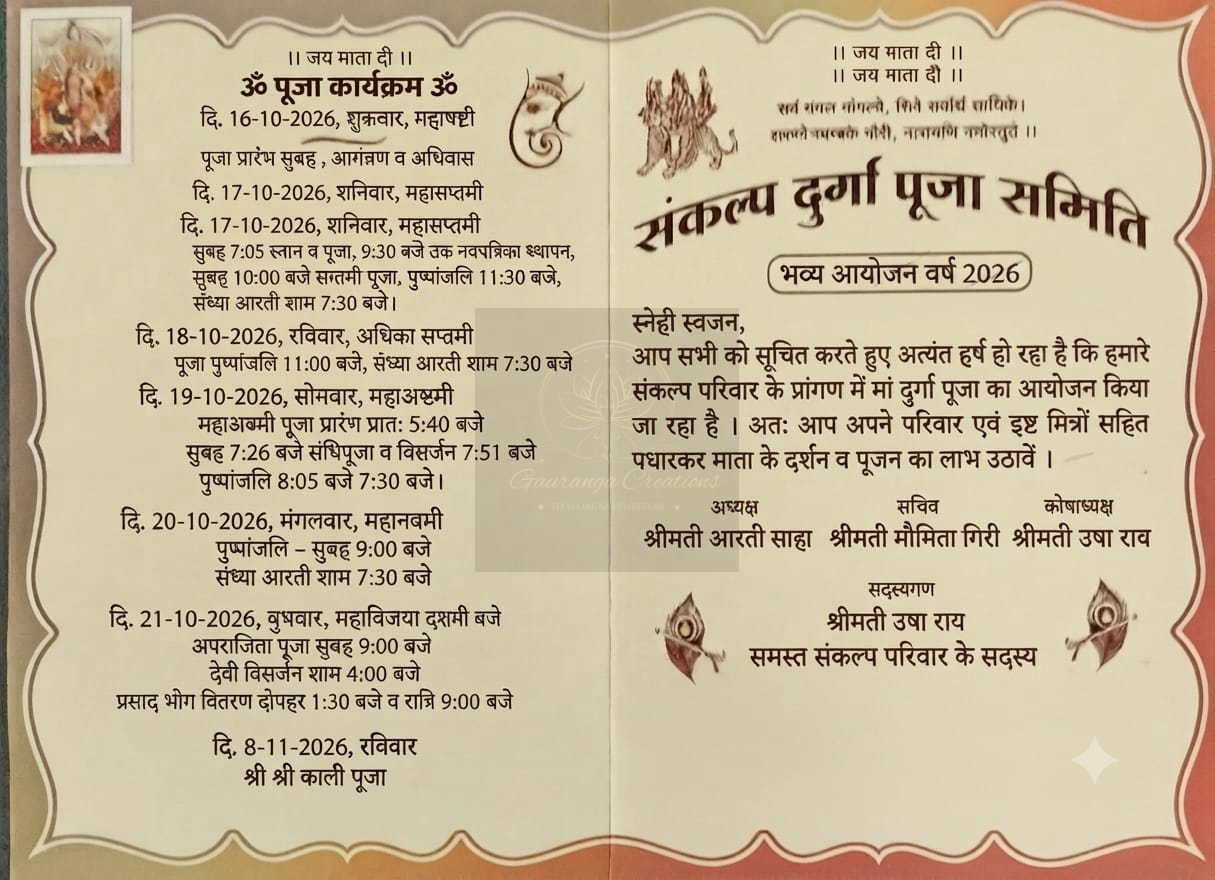 ।। जय माता दी ।।
ॐ पूजा कार्यक्रम ॐ
दि. 16-10-2026, शुक्रवार, महाषष्ठी
पूजा प्रारंभ सुबह , आगंत्रण व अधिवास
दि. 17-10-2026, शनिवार, महासप्तमी
दि. 17-10-2026, शनिवार, महासप्तमी
सुबह 7:05 स्नान व पूजा, 9:30 बजे तक नवपत्रिका स्थापन,
सुबह 10:00 बजे सप्तमी पूजा, पुष्पांजलि 11:30 बजे,
संध्या आरती शाम 7:30 बजे।
दि. 18-10-2026, रविवार, अधिका सप्तमी
पूजा पुष्पांजलि 11:00 बजे, संध्या आरती शाम 7:30 बजे
दि. 19-10-2026, सोमवार, महाअष्टमी
पूजा प्रारंभ प्रात: 5:40 बजे
सुबह 7:26 बजे संधिपूजा व विसर्जन 7:51 बजे
पुष्पांजलि 8:05 बजे 7:30 बजे।
दि. 20-10-2026, मंगलवार, महानवमी
पुष्पांजलि – सुबह 9:00 बजे
संध्या आरती शाम 7:30 बजे
दि. 21-10-2026, बुधवार, महाविजया दशमी बजे
अपराजिता पूजा सुबह 9:00 बजे
देवी विसर्जन शाम 4:00 बजे
प्रसाद भोग वितरण दोपहर 1:30 बजे व रात्रि 9:00 बजे
दि. 8-11-2026, रविवार
श्री श्री काली पूजा
।। जय माता दी ।।
।। जय माता दी ।।
संकल्प दुर्गा पूजा समिति
भव्य आयोजन वर्ष 2026
स्नेही स्वजन,
आप सभी को सूचित करते हुए अत्यंत हर्ष हो रहा है कि हमारे
संकल्प परिवार के प्रांगण में मां दुर्गा पूजा का आयोजन किया
जा रहा है । अत: आप अपने परिवार एवं इष्ट मित्रों सहित
पधारकर माता के दर्शन व पूजन का लाभ उठावें ।
अध्यक्ष सचिव कोषाध्यक्ष
श्रीमती आरती साहा श्रीमती मौमिता गिरी श्रीमती उषा राव
सदस्यगण
श्रीमती उषा राय
समस्त संकल्प परिवार के सदस्य
Gauranga Creations